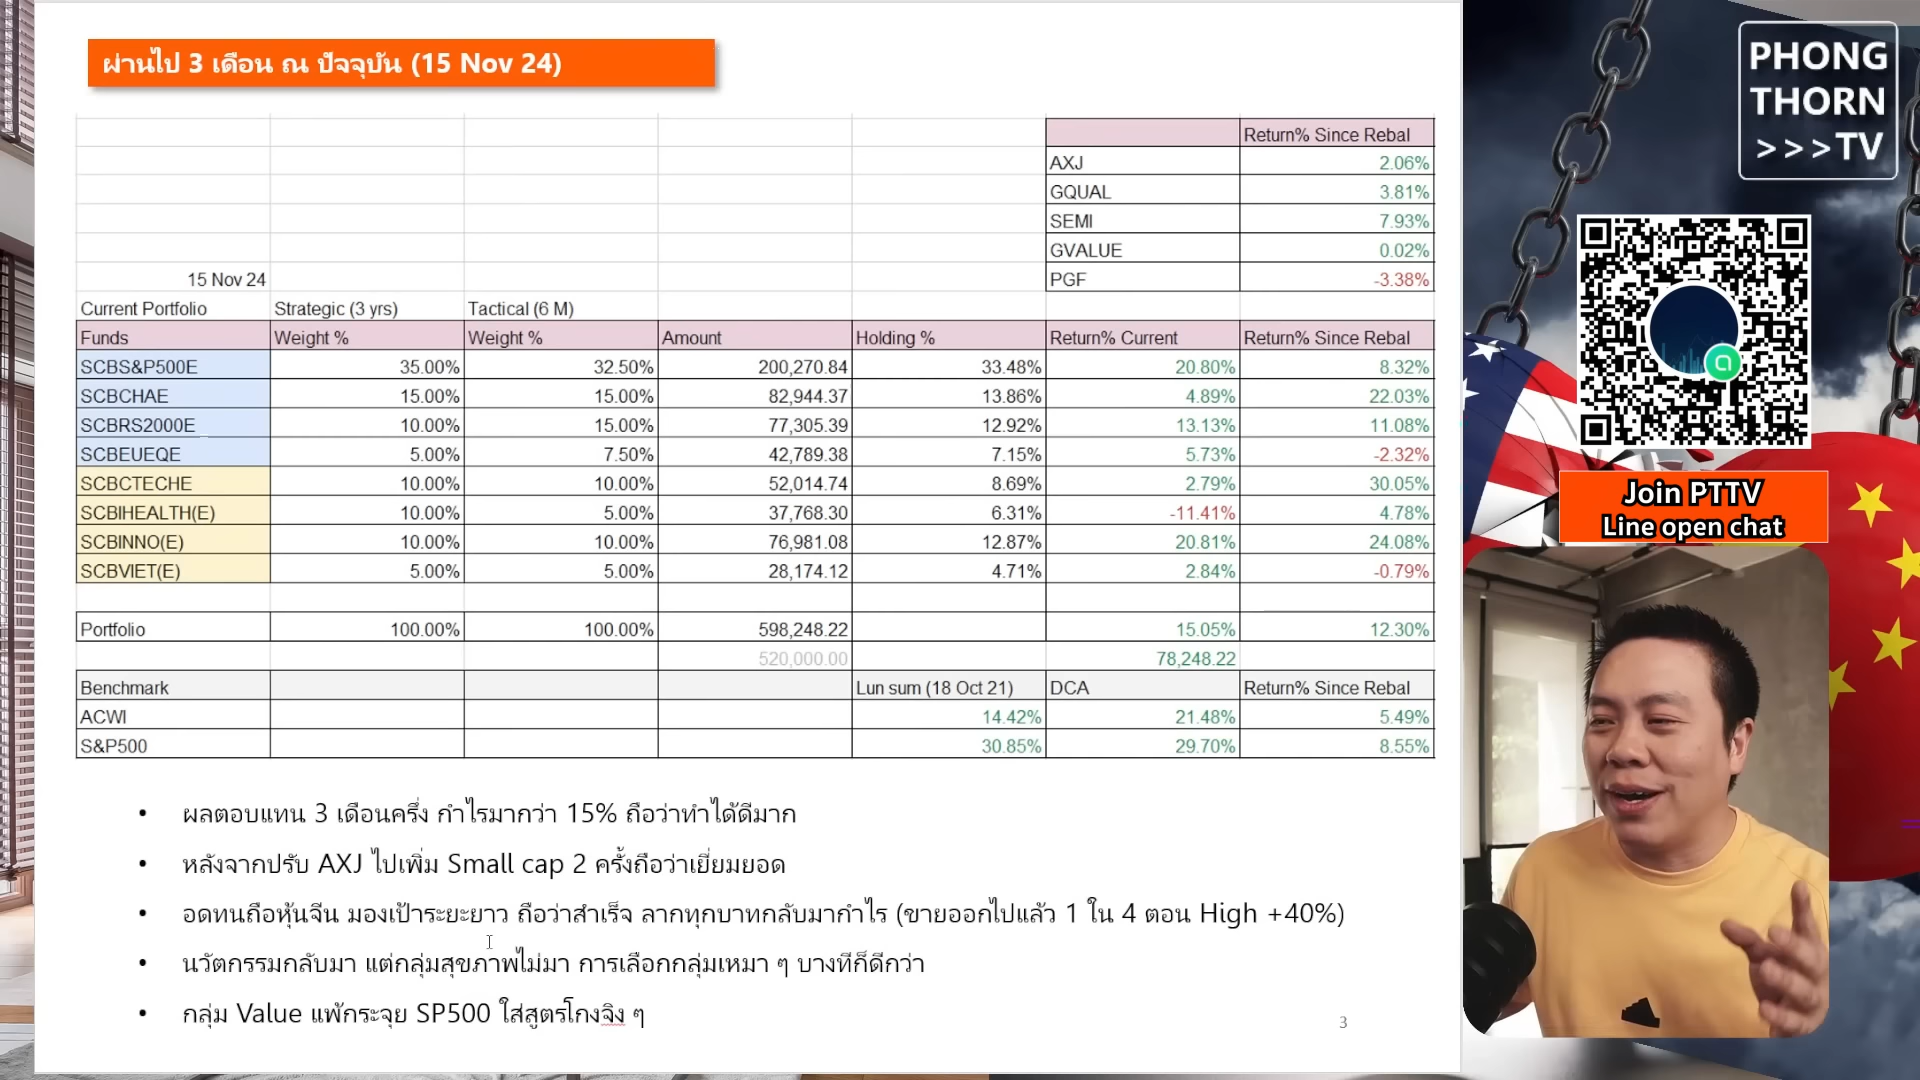 ผ่านไป 3 เดือน ณ ปัจจุบัน (15 Nov 24)
Return% Since Rebal
AXJ 2.06%
GQUAL 3.81%
SEMI 7.93%
GVALUE 0.02%
15 Nov 24 PGF -3.38%
Current Portfolio Strategic (3 yrs) Tactical (6 M)
Funds Weight % Weight % Amount Holding % Return% Current Return% Since Rebal
SCBS&P500E 35.00% 32.50% 200,270.84 33.48% 20.80% 8.32%
SCBCHAE 15.00% 15.00% 82,944.37 13.86% 4.89% 22.03%
SCBRS2000E 10.00% 15.00% 77,305.39 12.92% 13.13% 11.08%
SCBEUEQE 5.00% 7.50% 42,789.38 7.15% 5.73% -2.32%
SCBCTECHE 10.00% 10.00% 52,014.74 8.69% 2.79% 30.05%
SCBIHEALTH(E) 10.00% 5.00% 37,768.30 6.31% -11.41% 4.78%
SCBINNO(E) 10.00% 10.00% 76,981.08 12.87% 20.81% 24.08%
SCBVIET(E) 5.00% 5.00% 28,174.12 4.71% 2.84% -0.79%
Portfolio 100.00% 100.00% 598,248.22 15.05% 12.30%
520,000.00 78,248.22
Benchmark Lun sum (18 Oct 21) DCA Return% Since Rebal
ACWI 14.42% 21.48% 5.49%
S&P500 30.85% 29.70% 8.55%
• ผลตอบแทน 3 เดือนครึ่ง กำไรมากว่า 15% ถือว่าทำได้ดีมาก
• หลังจากปรับ AXJ ไปเพิ่ม Small cap 2 ครั้งถือว่าเยี่ยมยอด
• อดทนถือหุ้นจีน มองเป้าระยะยาว ถือว่าสำเร็จ ลากทุกบาทกลับมากำไร (ขายออกไปแล้ว 1 ใน 4 ตอน High +40%)
• นวัตกรรมกลับมา แต่กลุ่มสุขภาพไม่มา การเลือกกลุ่มเหมา ๆ บางทีก็ดีกว่า
• กลุ่ม Value แพ้กระจุย SP500 ใส่สูตรโกงจิง ๆ
3
PHONG
THORN
>>>TV
Join PTTV
Line open chat